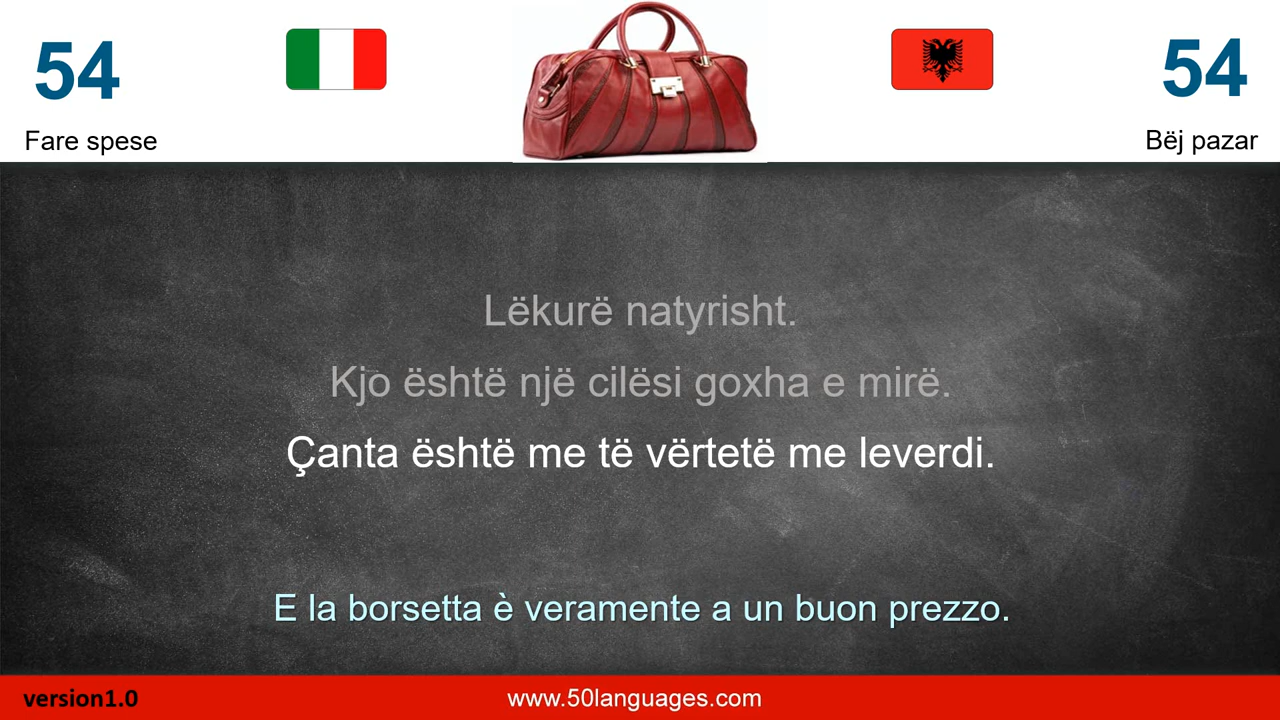 54
54
Fare spese
Bëj pazar
Lëkurë natyrisht.
Kjo është një cilësi goxha e mirë.
Çanta është me të vërtetë me leverdi.
E la borsetta è veramente a un buon prezzo.
version1.0
www.50languages.com